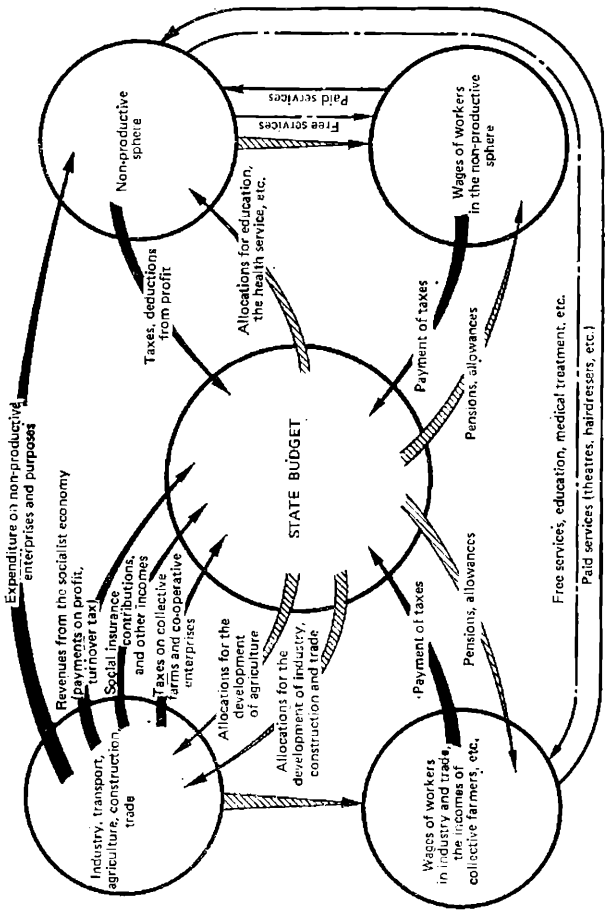 Expenditure on non-productive
enterprises and purposes
Revenues from the socialist economy
(payments on profit,
turnover tax)
Social insurance
contributions,
and other incomes
Taxes on collective
farms and co-operative
enterprises
Industry, transport,
agriculture, construction,
trade
Allocations for the
development
of agriculture
Allocations for the
development of industry,
construction and trade
Taxes, deductions
from profit
Non-productive
sphere
Allocations for education,
the health service, etc.
Free services
Paid services
STATE BUDGET
Payment of taxes
Pensions, allowances
Wages of workers
in industry and trade,
the incomes of
collective farmers, etc.
Payment of taxes
Pensions, allowances
Wages of workers
in the non-productive
sphere
Free services, education, medical treatment, etc.
Paid services (theatres, hairdressers, etc.)